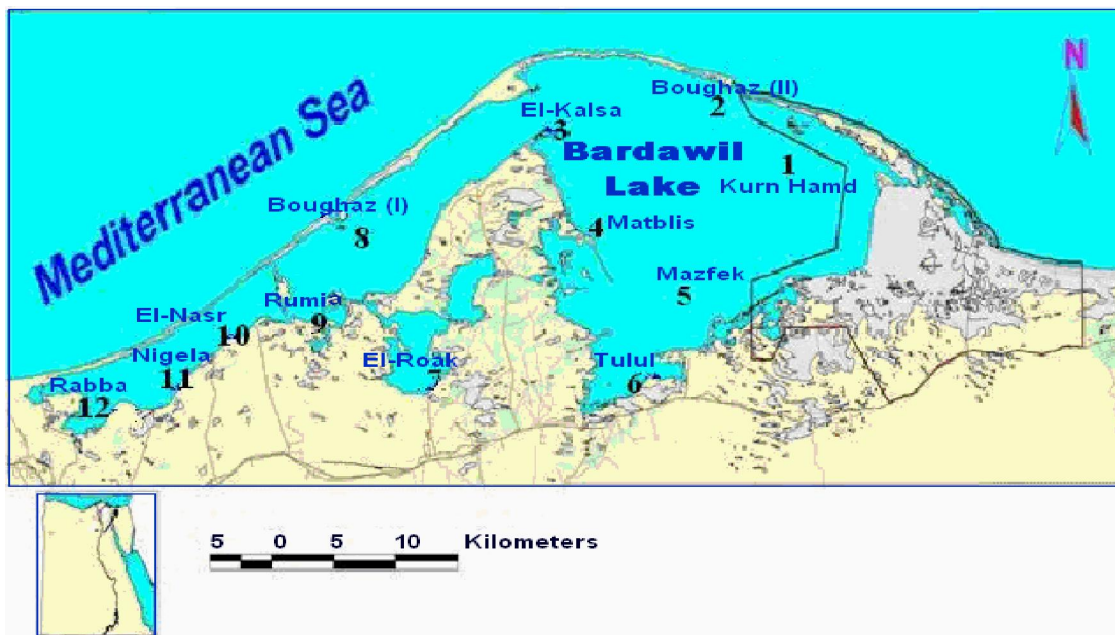 N
Mediterranean Sea
Boughaz (II)
2
El-Kalsa
3
Bardawil
Lake
1
Kurn Hamd
Boughaz (I)
8
4
Matblis
Mazfek
5
Rumia
9
El-Nasr
10
Nigela
11
El-Roak
7
Tulul
6
Rabba
12
5 0 5 10 Kilometers